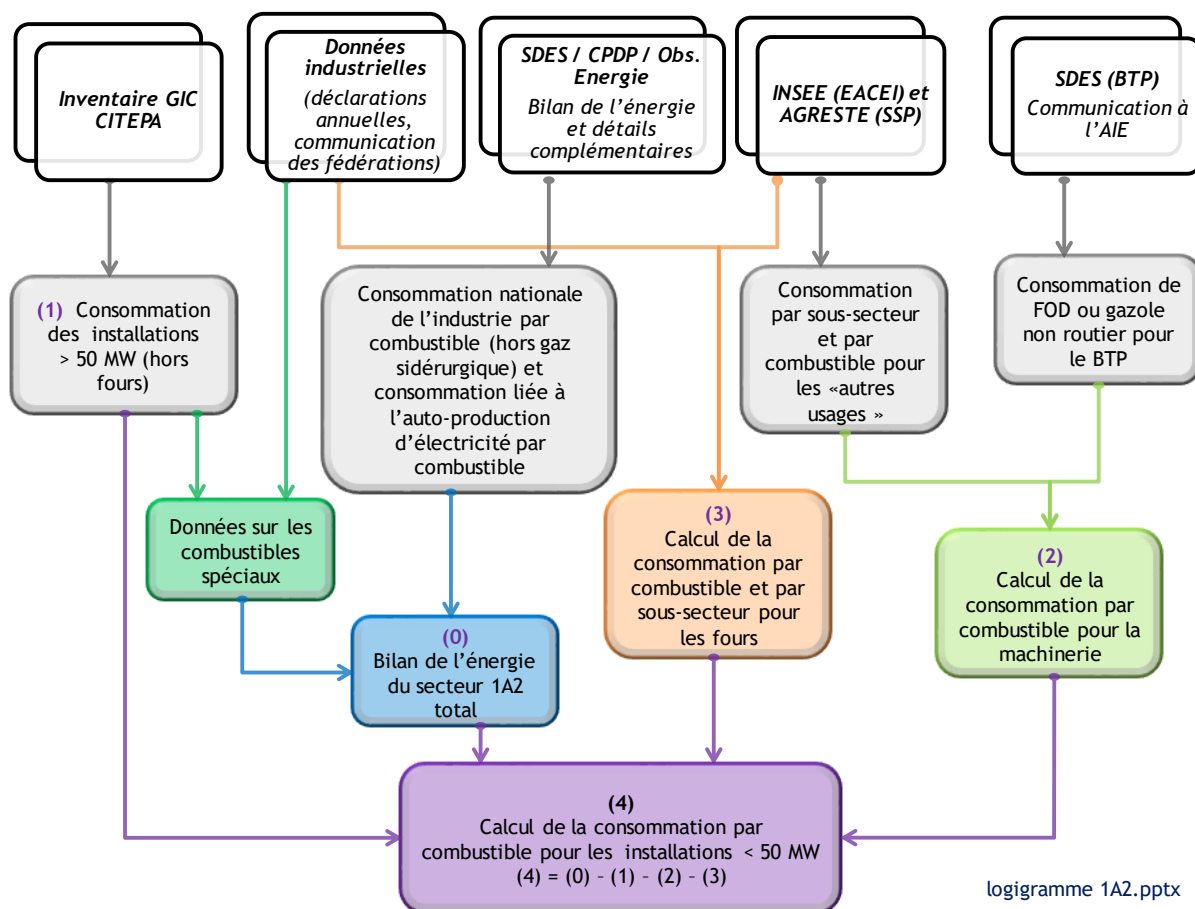 Inventaire GIC
CITEPA
Données
industrielles
(déclarations
annuelles,
communication
des fédérations)
SDES / CPDP / Obs.
Energie
Bilan de l’énergie
et détails
complémentaires
INSEE (EACEI) et
AGRESTE (SSP)
SDES (BTP)
Communication à
l’AIE
(1) Consommation
des installations
> 50 MW (hors
fours)
Consommation nationale
de l’industrie par
combustible (hors gaz
sidérurgique) et
consommation liée à
l’auto-production
d’électricité par
combustible
Consommation
par sous-secteur
et par
combustible pour
les «autres
usages »
Consommation de
FOD ou gazole
non routier pour
le BTP
Données sur les
combustibles
spéciaux
(0)
Bilan de l’énergie
du secteur 1A2
total
(3)
Calcul de la
consommation par
combustible et par
sous-secteur pour
les fours
(2)
Calcul de la
consommation par
combustible pour la
machinerie
(4)
Calcul de la consommation par
combustible pour les installations < 50 MW
(4) = (0) – (1) – (2) – (3)
logigramme 1A2.pptx